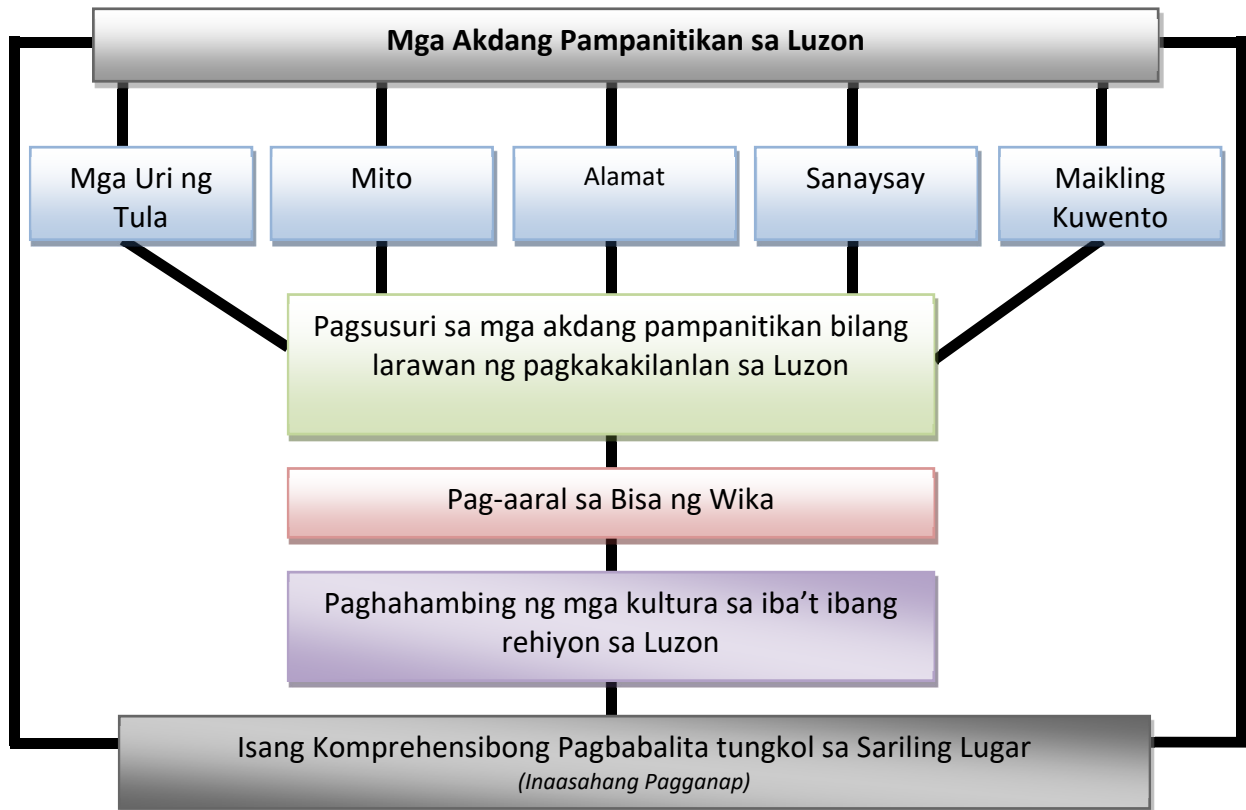 Mga Akdang Pampanitikan sa Luzon
Mga Uri ng
Tula
Mito
Alamat
Sanaysay
Maikling
Kuwento
Pagsusuri sa mga akdang pampanitikan bilang
larawan ng pagkakakilanlan sa Luzon
Pag-aaral sa Bisa ng Wika
Paghahambing ng mga kultura sa iba’t ibang
rehiyon sa Luzon
Isang Komprehensibong Pagbabalita tungkol sa Sariling Lugar
(Inaasahang Pagganap)